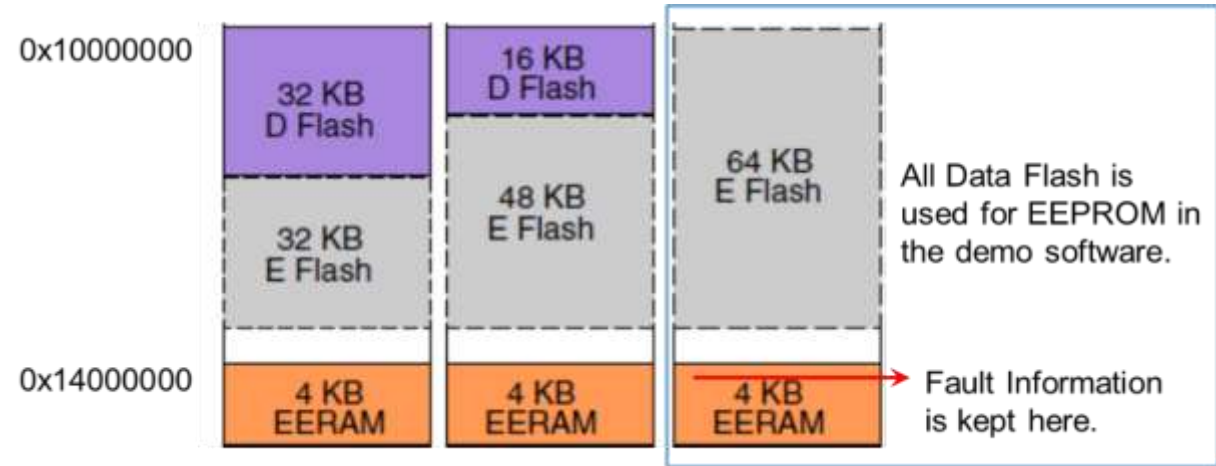 0x10000000
32 KB
D Flash
32 KB
E Flash
16 KB
D Flash
48 KB
E Flash
64 KB
E Flash
All Data Flash is
used for EEPROM in
the demo software.
0x14000000
4 KB
EERAM
4 KB
EERAM
4 KB
EERAM
Fault Information
is kept here.